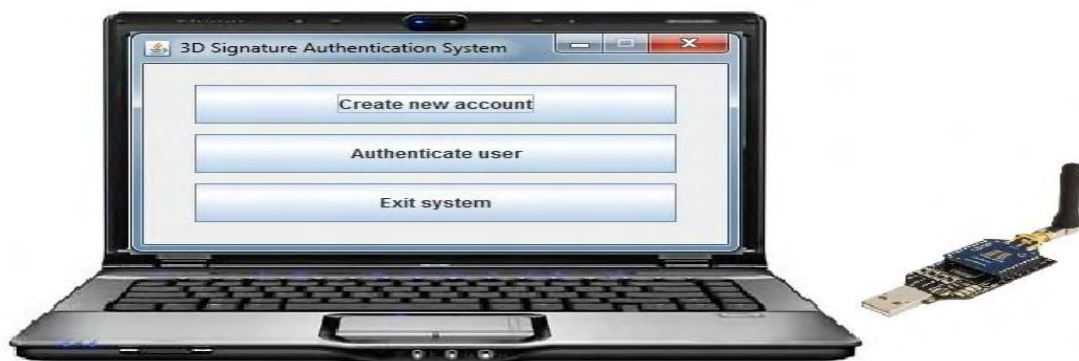 3D Signature Authentication System
Create new account
Authenticate user
Exit system